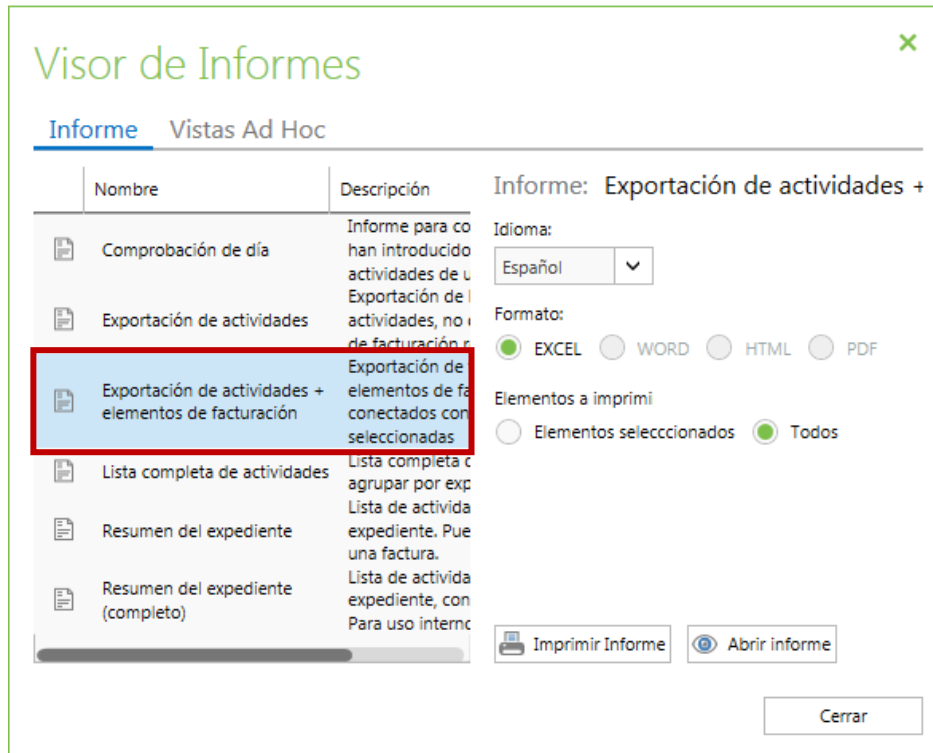 Visor de Informes
Informe Vistas Ad Hoc
Nombre Descripción
Comprobación de día
Informe para co
han introducido
actividades de u
Exportación de actividades
Exportación de
actividades, no
de facturación
Exportación de actividades +
elementos de facturación
Exportación de
elementos de fa
conectados con
seleccionadas
Lista completa de actividades
Lista completa
agrupar por exp
Resumen del expediente
Lista de activida
expediente. Pue
una factura.
Resumen del expediente
(completo)
Lista de activida
expediente, con
Para uso interno
Informe: Exportación de actividades +
Idioma:
Español
Formato:
EXCEL WORD HTML PDF
Elementos a imprimi
Elementos selecccionados Todos
Imprimir Informe Abrir informe
Cerrar